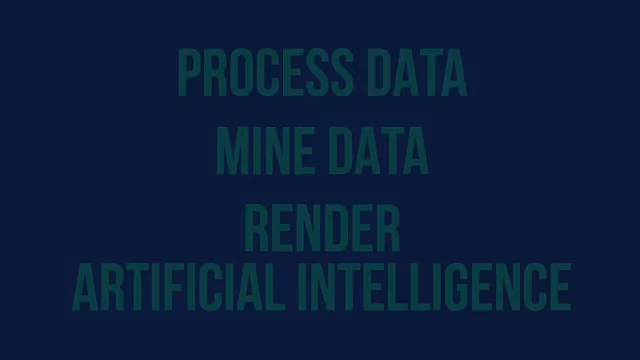 PROCESS DATA
MINE DATA
RENDER
ARTIFICIAL INTELLIGENCE